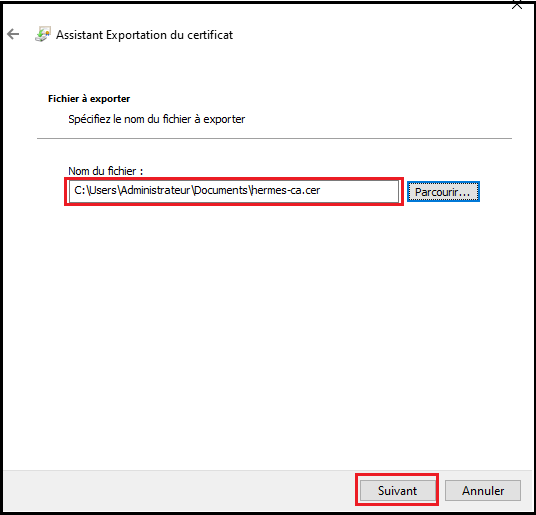 Assistant Exportation du certificat
Fichier à exporter
Spécifiez le nom du fichier à exporter
Nom du fichier :
C:\Users\Administrateur\Documents\hermes-ca.cer
Parcourir...
Suivant
Annuler